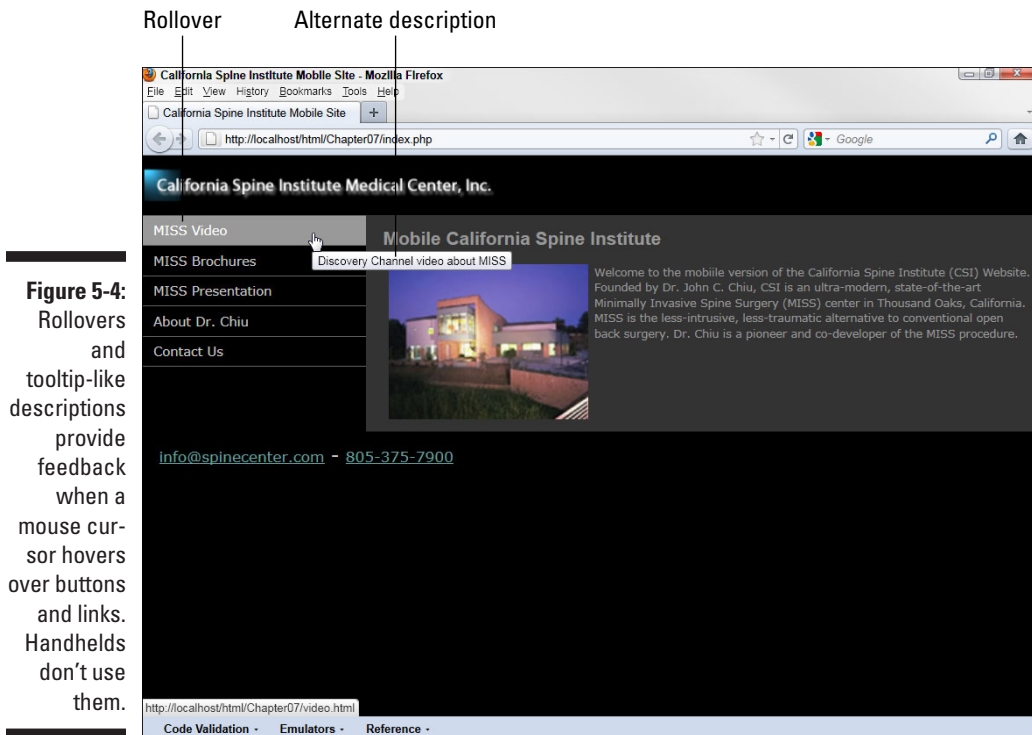 Rollover
Alternate description
California Spine Institute Mobile Site - Mozilla Firefox
File Edit View History Bookmarks Tools Help
California Spine Institute Mobile Site +
http://localhost/html/Chapter07/index.php
Google
California Spine Institute Medical Center, Inc.
MISS Video
MISS Brochures
MISS Presentation
About Dr. Chiu
Contact Us
Discovery Channel video about MISS
Mobile California Spine Institute
Welcome to the mobiile version of the California Spine Institute (CSI) Website.
Founded by Dr. John C. Chiu, CSI is an ultra-modern, state-of-the-art
Minimally Invasive Spine Surgery (MISS) center in Thousand Oaks, California.
MISS is the less-intrusive, less-traumatic alternative to conventional open
back surgery. Dr. Chiu is a pioneer and co-developer of the MISS procedure.
info@spinecenter.com - 805-375-7900
http://localhost/html/Chapter07/video.html
Code Validation - Emulators - Reference -
Figure 5-4:
Rollovers
and
tooltip-like
descriptions
provide
feedback
when a
mouse cur-
sor hovers
over buttons
and links.
Handhelds
don't use
them.